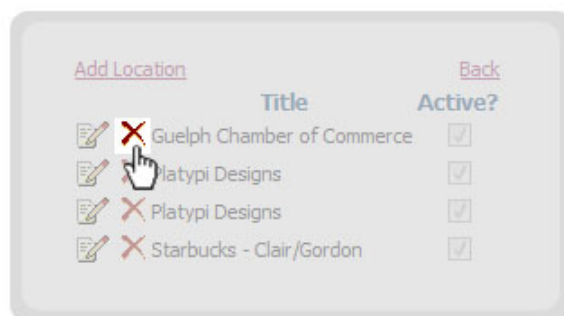 Add Location Back
Title Active?
Guelph Chamber of Commerce
Platypi Designs
Platypi Designs
Starbucks - Clair/Gordon